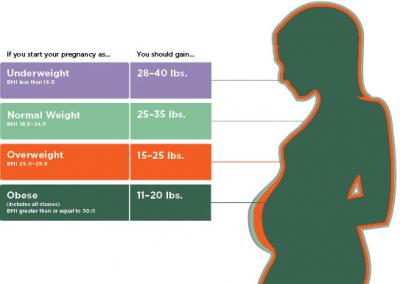 If you start your pregnancy as... You should gain...
Underweight 28–40 lbs.
BMI less than 19.5
Normal Weight 25–35 lbs.
BMI 18.5–24.9
Overweight 15–25 lbs.
BMI 25.0–29.9
Obese 11–20 lbs.
(includes all classes)
BMI greater than or equal to 30.0